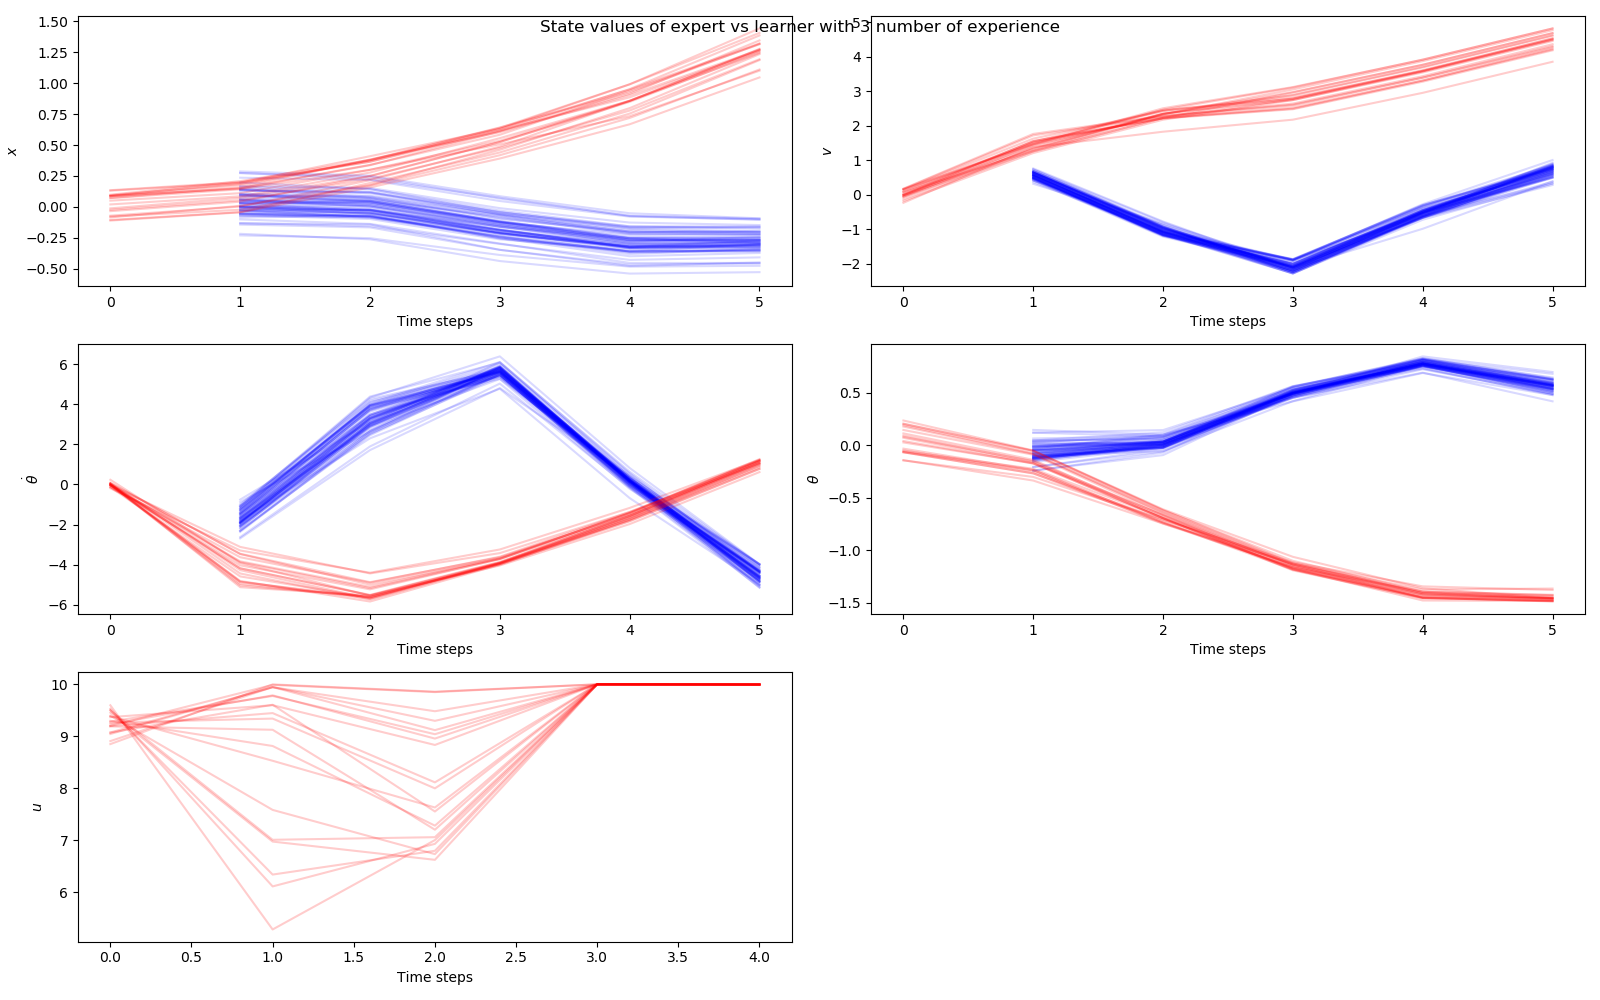 State values of expert vs learner with 3 number of experience
1.50
1.25
1.00
0.75
0.50
0.25
0.00
−0.25
−0.50
x
0 1 2 3 4 5
Time steps
5
4
3
2
1
0
−1
−2
v
0 1 2 3 4 5
Time steps
6
4
2
0
−2
−4
−6
θ̇
0 1 2 3 4 5
Time steps
0.5
0.0
−0.5
−1.0
−1.5
θ
0 1 2 3 4 5
Time steps
10
9
8
7
6
u
0.0 0.5 1.0 1.5 2.0 2.5 3.0 3.5 4.0
Time steps